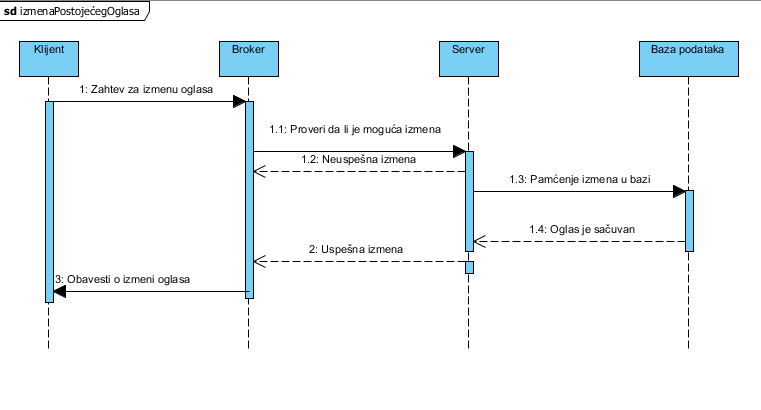 sd izmenaPostojećegOglasa
Klijent
Broker
Server
Baza podataka
1: Zahtev za izmenu oglasa
1.1: Proveri da li je moguća izmena
1.2: Neuspešna izmena
1.3: Pamćenje izmena u bazi
1.4: Oglas je sačuvan
2: Uspešna izmena
3: Obavesti o izmeni oglasa